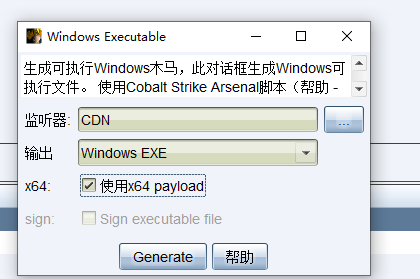 Windows Executable
生成可执行Windows木马，此对话框生成Windows可
执行文件。 使用Cobalt Strike Arsenal脚本（帮助 -
监听器: CDN ...
输出 Windows EXE
x64: 使用x64 payload
sign: Sign executable file
Generate 帮助